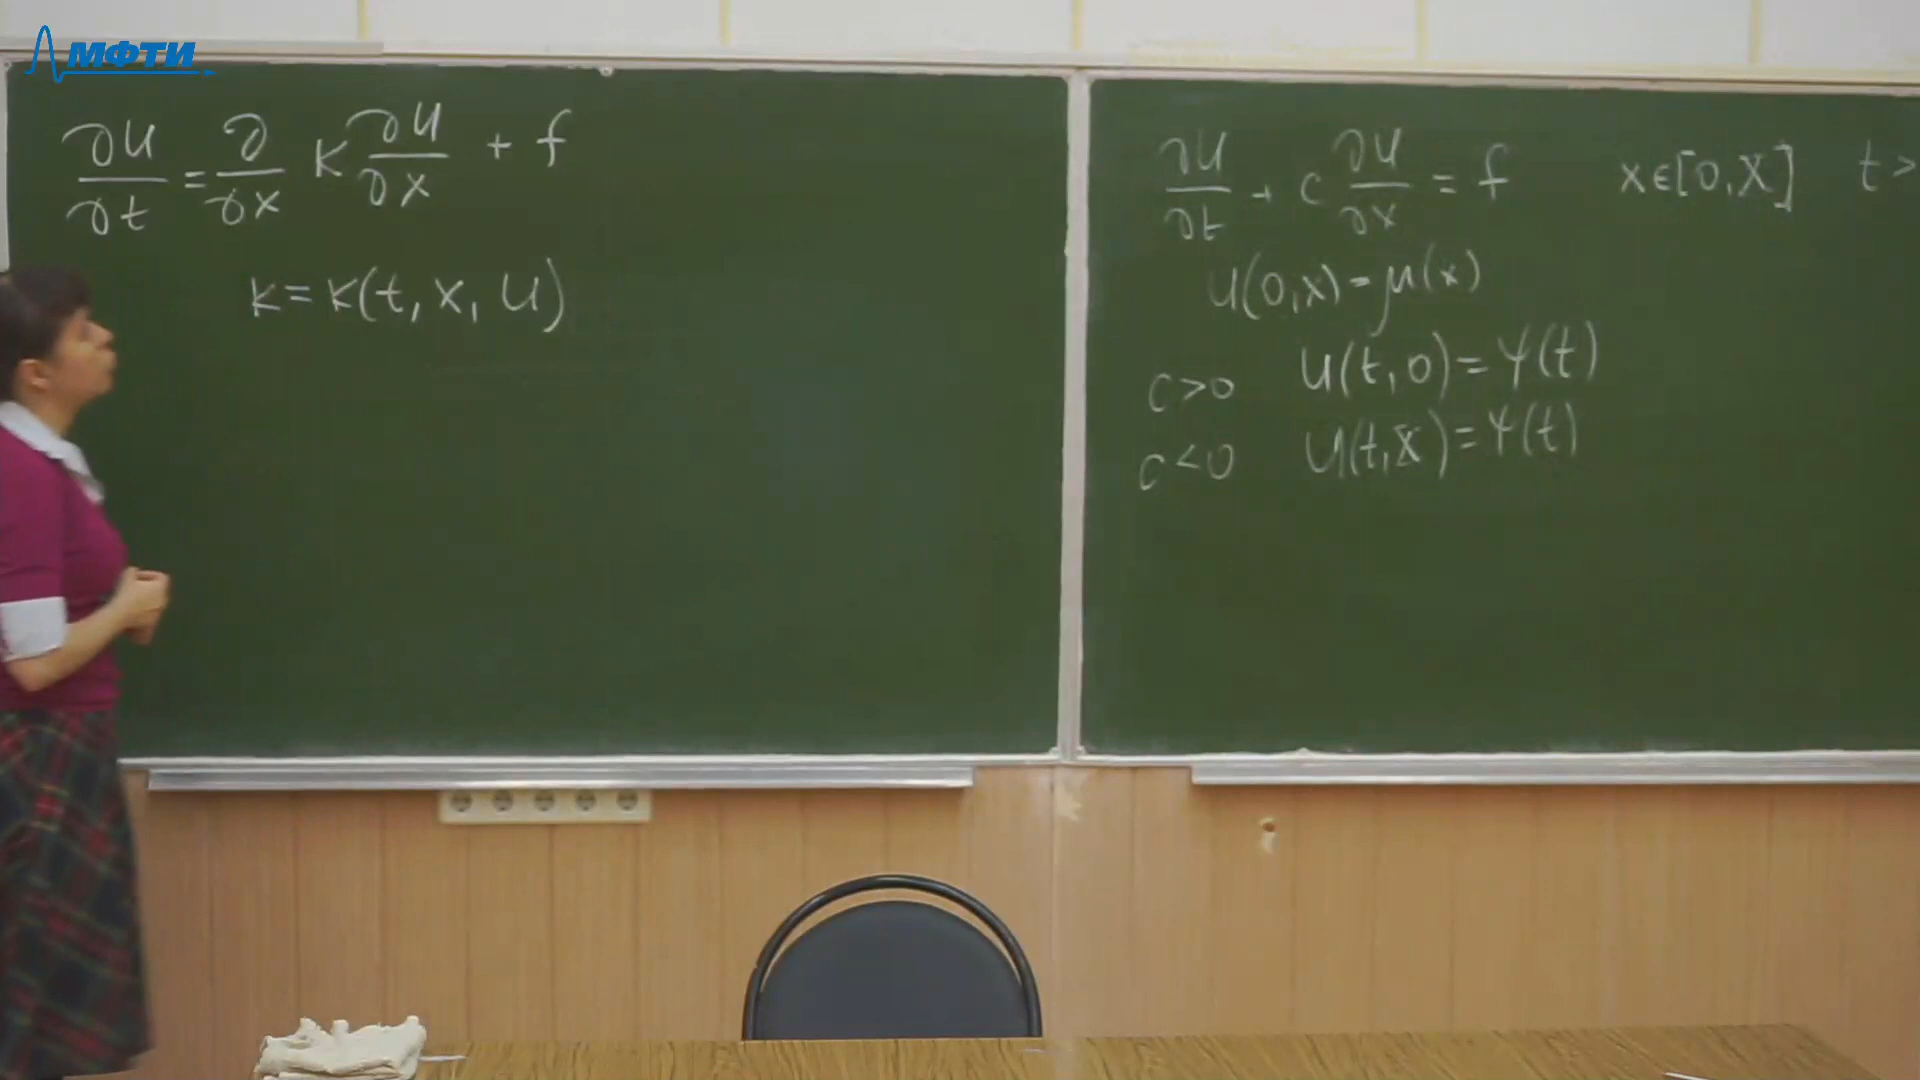 МФТИ
∂u/∂t = ∂/∂x K ∂u/∂x + f
K = K(t, x, u)
∂u/∂t + c ∂u/∂x = f x∈[0,X] t >
u(0,x) = μ(x)
c>0 u(t,0) = ψ(t)
c<0 u(t,X) = ψ(t)